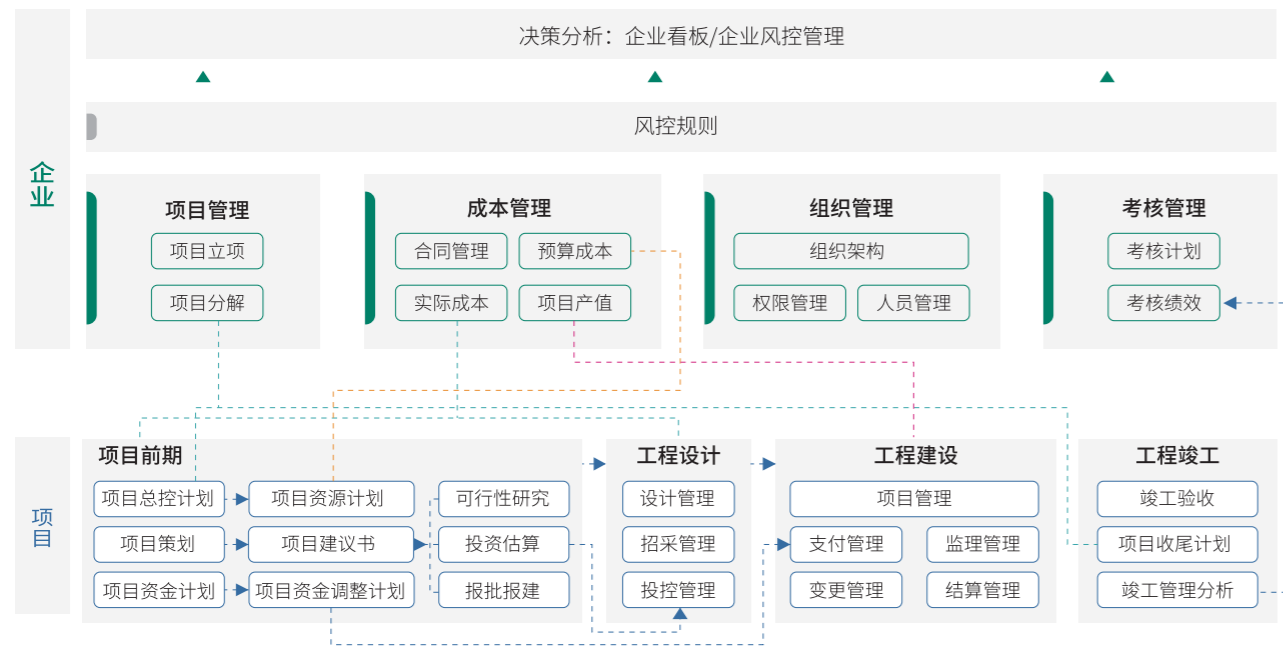 企业
决策分析：企业看板/企业风控管理
风控规则
项目管理
项目立项
项目分解
成本管理
合同管理
预算成本
实际成本
项目产值
组织管理
组织架构
权限管理
人员管理
考核管理
考核计划
考核绩效
项目
项目前期
项目总控计划
项目资源计划
可行性研究
项目策划
项目建议书
投资估算
项目资金计划
项目资金调整计划
报批报建
工程设计
设计管理
招采管理
投控管理
工程建设
项目管理
支付管理
监理管理
变更管理
结算管理
工程竣工
竣工验收
项目收尾计划
竣工管理分析